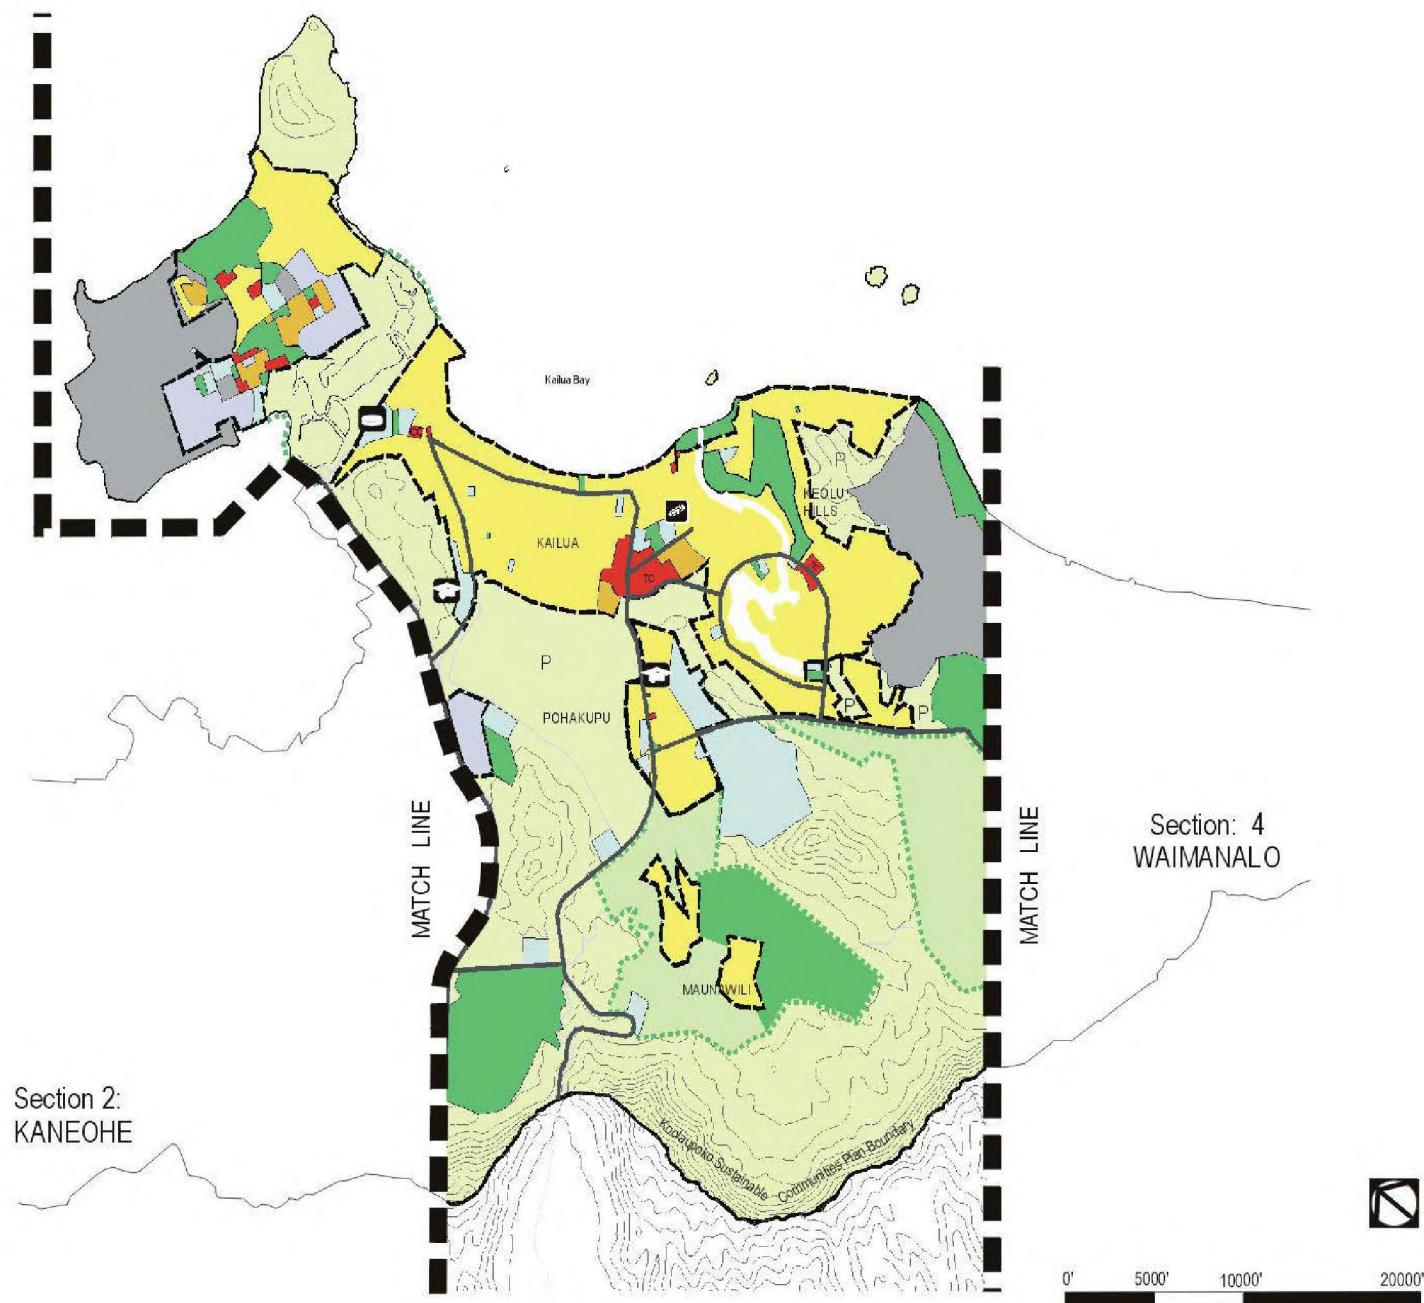 Kailua Bay
P
KEOLU
HILLS
KAILUA
TC
P
POHAKUPU
P
P
MATCH LINE
MATCH LINE
Section: 4
WAIMANALO
MAUNAWILI
Section 2:
KANEOHE
Koolaupoko Sustainable Communities Plan Boundary
0' 5000' 10000' 20000'